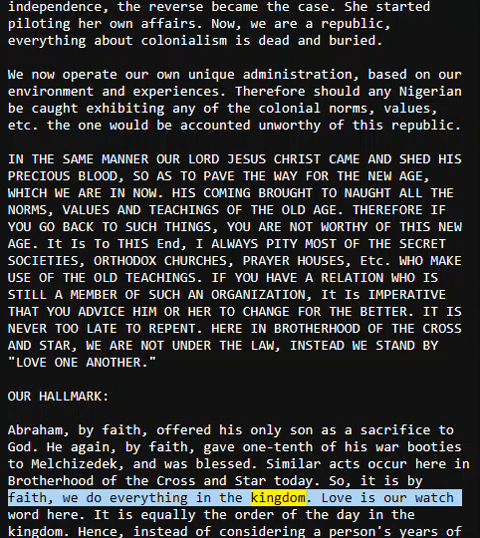 independence, the reverse became the case. She started
piloting her own affairs. Now, we are a republic,
everything about colonialism is dead and buried.
We now operate our own unique administration, based on our
environment and experiences. Therefore should any Nigerian
be caught exhibiting any of the colonial norms, values,
etc. the one would be accounted unworthy of this republic.
IN THE SAME MANNER OUR LORD JESUS CHRIST CAME AND SHED HIS
PRECIOUS BLOOD, SO AS TO PAVE THE WAY FOR THE NEW AGE,
WHICH WE ARE IN NOW. HIS COMING BROUGHT TO NAUGHT ALL THE
NORMS, VALUES AND TEACHINGS OF THE OLD AGE. THEREFORE IF
YOU GO BACK TO SUCH THINGS, YOU ARE NOT WORTHY OF THIS NEW
AGE. It Is To THIS End, I ALWAYS PITY MOST OF THE SECRET
SOCIETIES, ORTHODOX CHURCHES, PRAYER HOUSES, Etc. WHO MAKE
USE OF THE OLD TEACHINGS. IF YOU HAVE A RELATION WHO IS
STILL A MEMBER OF SUCH AN ORGANIZATION, It Is IMPERATIVE
THAT YOU ADVICE HIM OR HER TO CHANGE FOR THE BETTER. IT IS
NEVER TOO LATE TO REPENT. HERE IN BROTHERHOOD OF THE CROSS
AND STAR, WE ARE NOT UNDER THE LAW, INSTEAD WE STAND BY
"LOVE ONE ANOTHER."
OUR HALLMARK:
Abraham, by faith, offered his only son as a sacrifice to
God. He again, by faith, gave one-tenth of his war booties
to Melchizedek, and was blessed. Similar acts occur here in
Brotherhood of the Cross and Star today. So, it is by
faith, we do everything in the kingdom. Love is our watch
word here. It is equally the order of the day in the
kingdom. Hence, instead of considering a person's years of